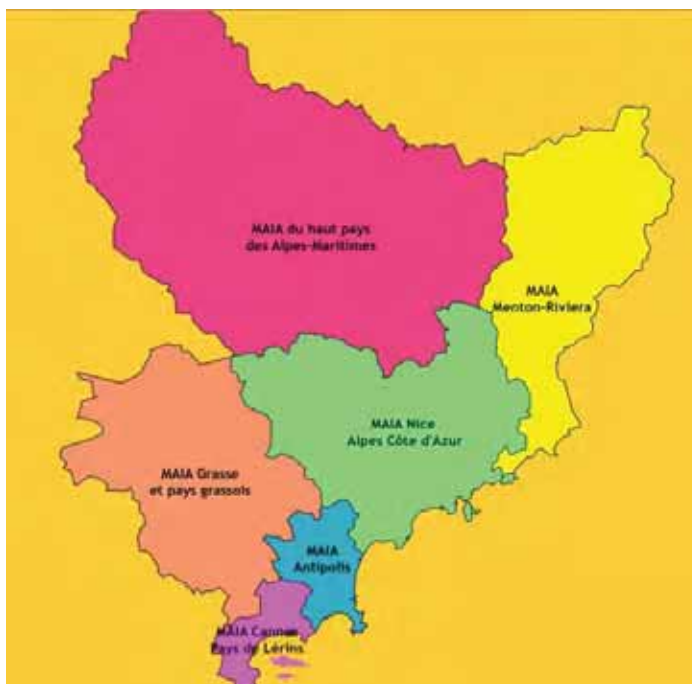 MAIA du haut pays
des Alpes-Maritimes
MAIA
Menton-Riviera
MAIA Nice
Alpes Côte d'Azur
MAIA Grasse
et pays grassois
MAIA
Antipolis
MAIA Cannes
Pays de Lérins